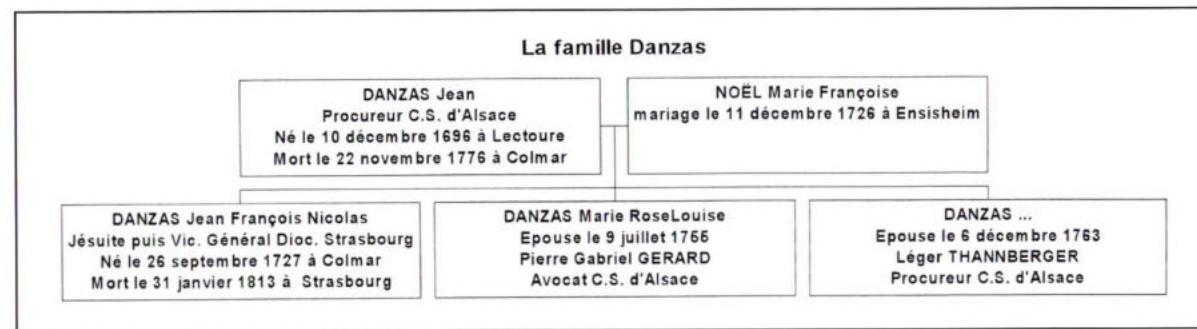 La famille Danzas
DANZAS Jean
Procureur C.S. d'Alsace
Né le 10 décembre 1696 à Lectoure
Mort le 22 novembre 1776 à Colmar
NOËL Marie Françoise
mariage le 11 décembre 1726 à Ensisheim
DANZAS Jean François Nicolas
Jésuite puis Vic. Général Dioc. Strasbourg
Né le 26 septembre 1727 à Colmar
Mort le 31 janvier 1813 à Strasbourg
DANZAS Marie RoseLouise
Epouse le 9 juillet 1755
Pierre Gabriel GERARD
Avocat C.S. d'Alsace
DANZAS ...
Epouse le 6 décembre 1763
Léger THANNBERGER
Procureur C.S. d'Alsace